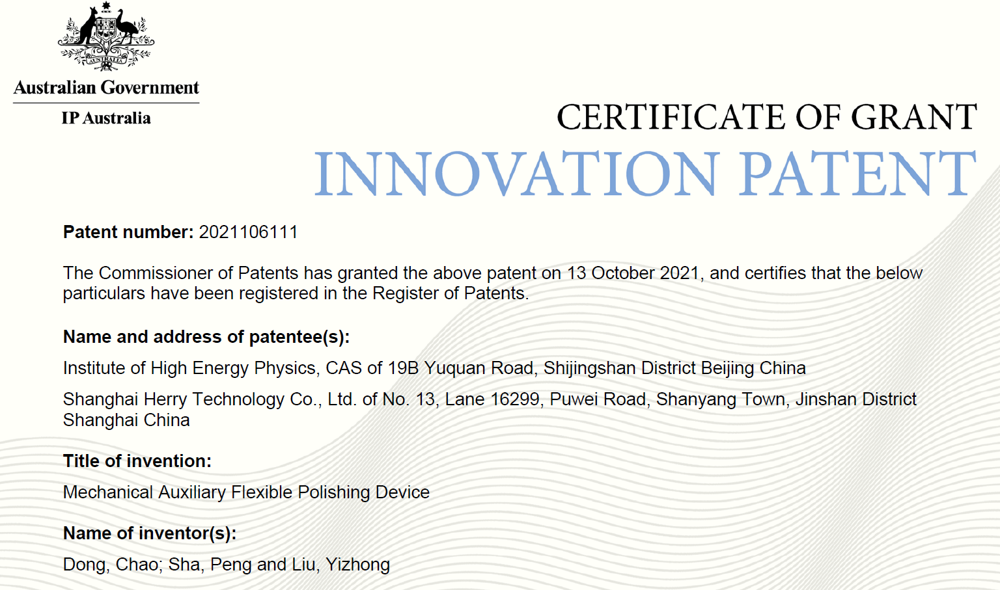 AUSTRALIA
Australian Government
IP Australia
CERTIFICATE OF GRANT
INNOVATION PATENT
Patent number: 2021106111
The Commissioner of Patents has granted the above patent on 13 October 2021, and certifies that the below
particulars have been registered in the Register of Patents.
Name and address of patentee(s):
Institute of High Energy Physics, CAS of 19B Yuquan Road, Shijingshan District Beijing China
Shanghai Herry Technology Co., Ltd. of No. 13, Lane 16299, Puwei Road, Shanyang Town, Jinshan District
Shanghai China
Title of invention:
Mechanical Auxiliary Flexible Polishing Device
Name of inventor(s):
Dong, Chao; Sha, Peng and Liu, Yizhong